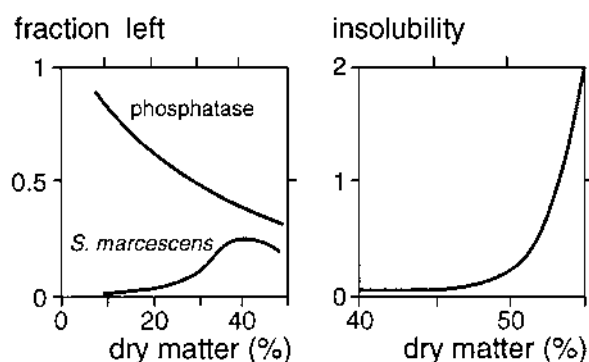 fraction left
1
phosphatase
0.5
S. marcescens
0
0 20 40
dry matter (%)
insolubility
2
1
0
40 50
dry matter (%)